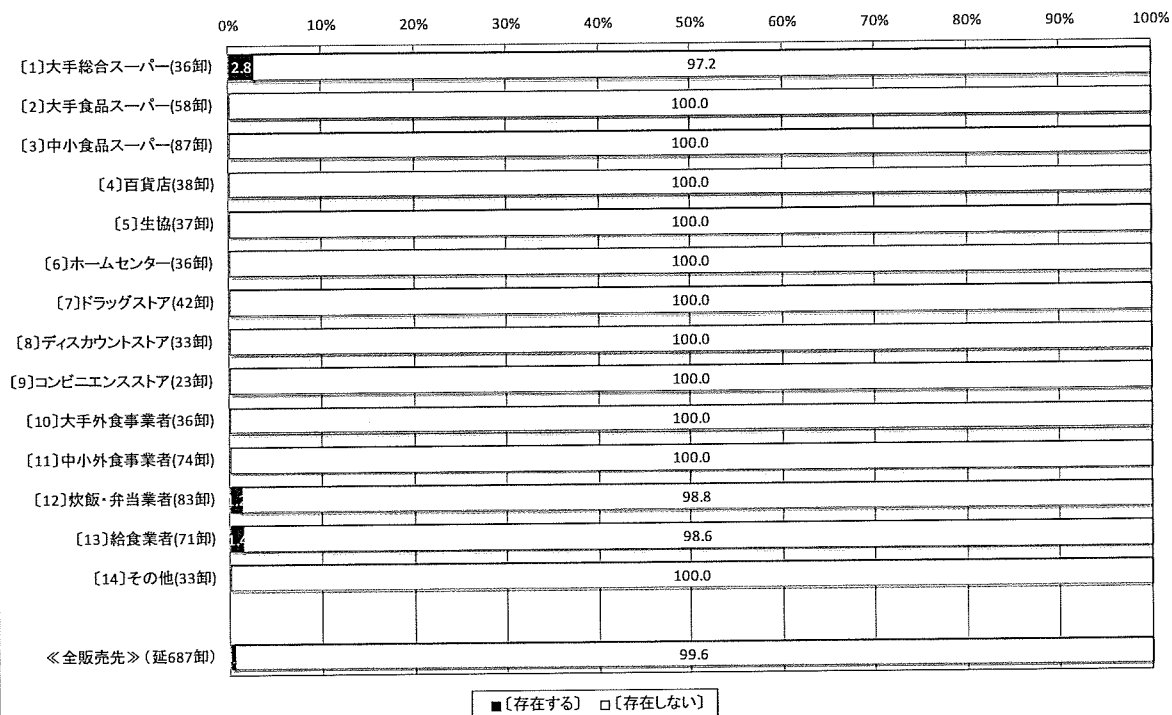 0% 10% 20% 30% 40% 50% 60% 70% 80% 90% 100%
〔1〕大手総合スーパー(36卸) 2.8 97.2
〔2〕大手食品スーパー(58卸) 100.0
〔3〕中小食品スーパー(87卸) 100.0
〔4〕百貨店(38卸) 100.0
〔5〕生協(37卸) 100.0
〔6〕ホームセンター(36卸) 100.0
〔7〕ドラッグストア(42卸) 100.0
〔8〕ディスカウントストア(33卸) 100.0
〔9〕コンビニエンスストア(23卸) 100.0
〔10〕大手外食事業者(36卸) 100.0
〔11〕中小外食事業者(74卸) 100.0
〔12〕炊飯・弁当業者(83卸) 98.8
〔13〕給食業者(71卸) 98.6
〔14〕その他(33卸) 100.0
≪全販売先≫（延687卸） 99.6
■〔存在する〕 □〔存在しない〕